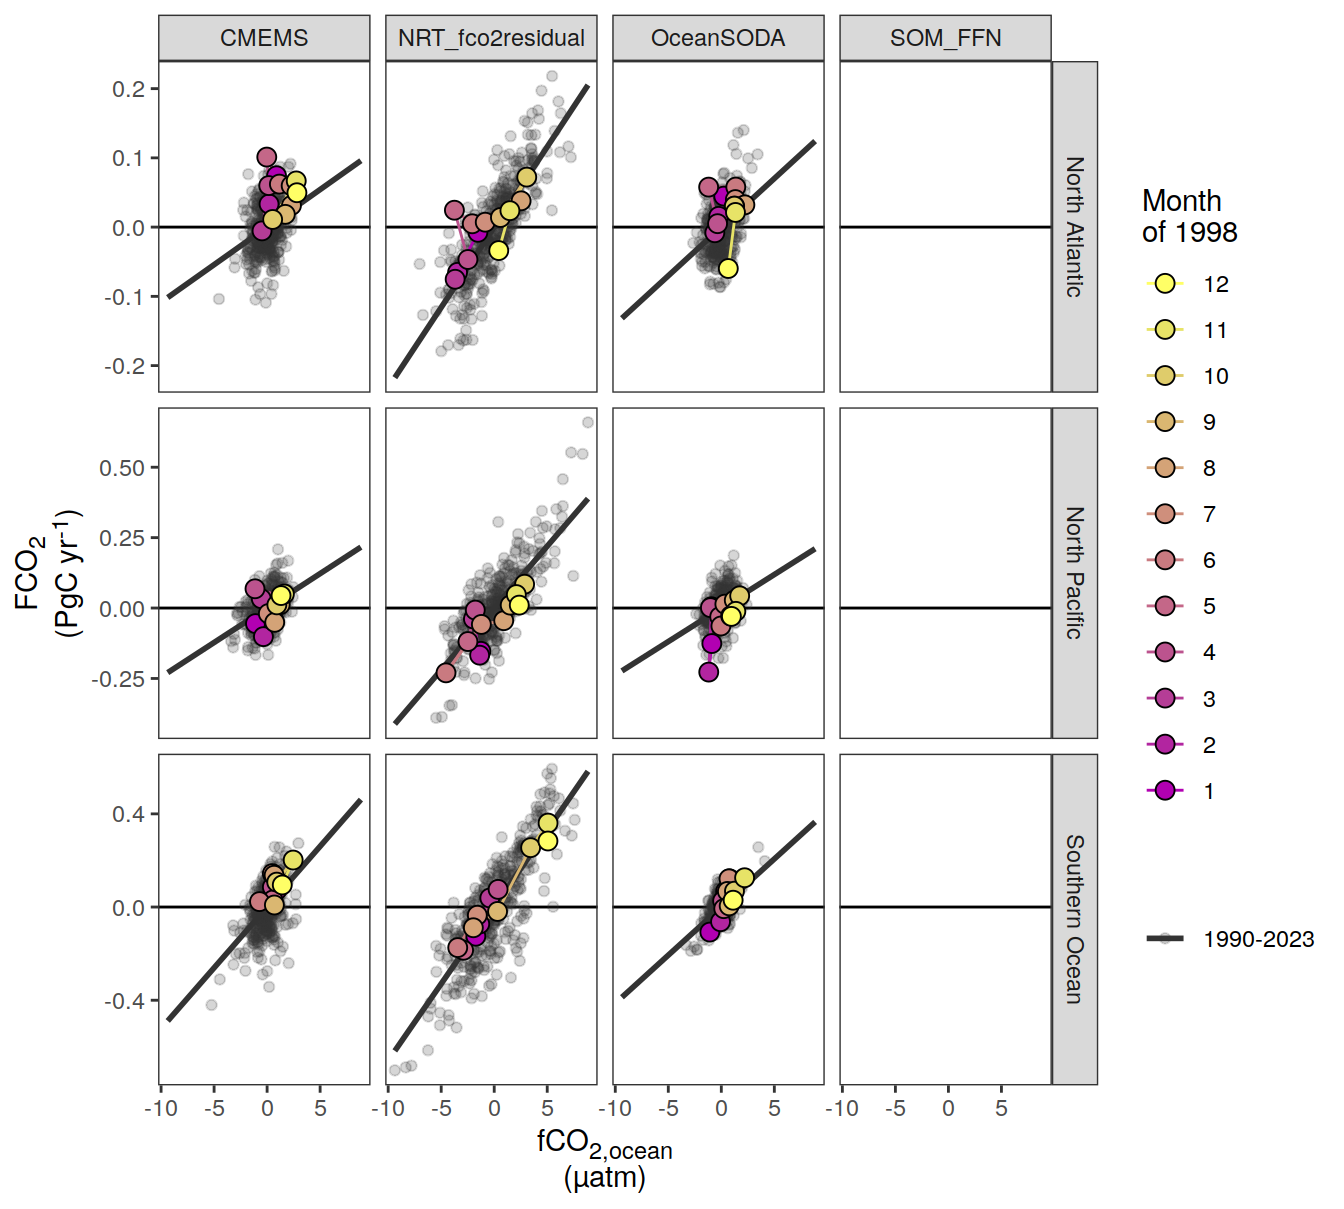 CMEMS
NRT_fco2residual
OceanSODA
SOM_FFN
0.2
0.1
0.0
-0.1
-0.2
North Atlantic
0.50
0.25
0.00
-0.25
North Pacific
0.4
0.0
-0.4
Southern Ocean
-10 -5 0 5
-10 -5 0 5
-10 -5 0 5
-10 -5 0 5
FCO2
(PgC yr-1)
fCO2,ocean
(µatm)
Month
of 1998
12
11
10
9
8
7
6
5
4
3
2
1
1990-2023